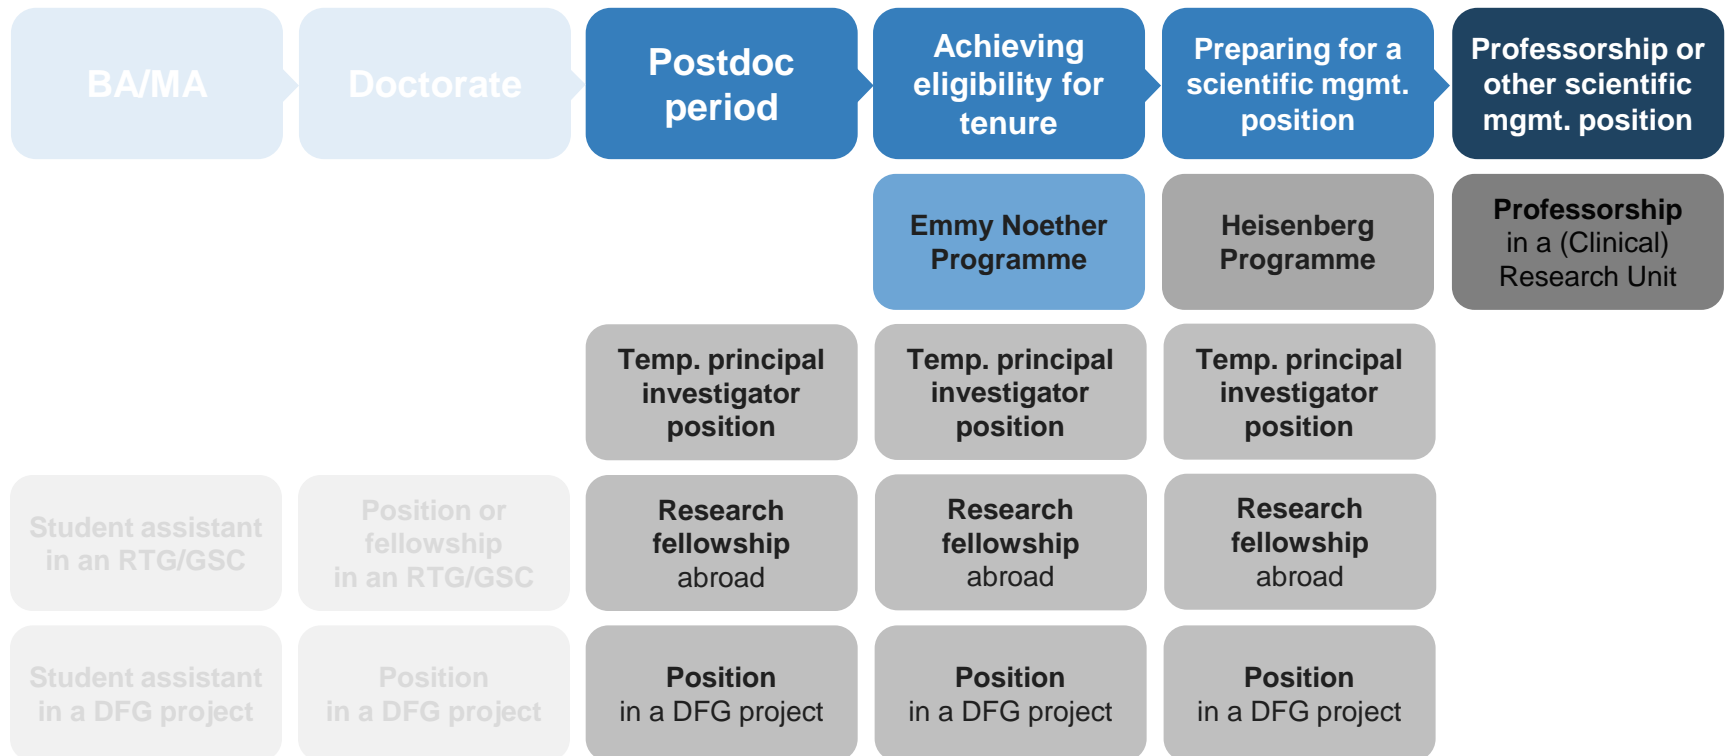 BA/MA
Doctorate
Postdoc
period
Achieving
eligibility for
tenure
Preparing for a
scientific mgmt.
position
Professorship or
other scientific
mgmt. position
Emmy Noether
Programme
Heisenberg
Programme
Professorship
in a (Clinical)
Research Unit
Temp. principal
investigator
position
Temp. principal
investigator
position
Temp. principal
investigator
position
Student assistant
in an RTG/GSC
Position or
fellowship
in an RTG/GSC
Research
fellowship
abroad
Research
fellowship
abroad
Research
fellowship
abroad
Student assistant
in a DFG project
Position
in a DFG project
Position
in a DFG project
Position
in a DFG project
Position
in a DFG project